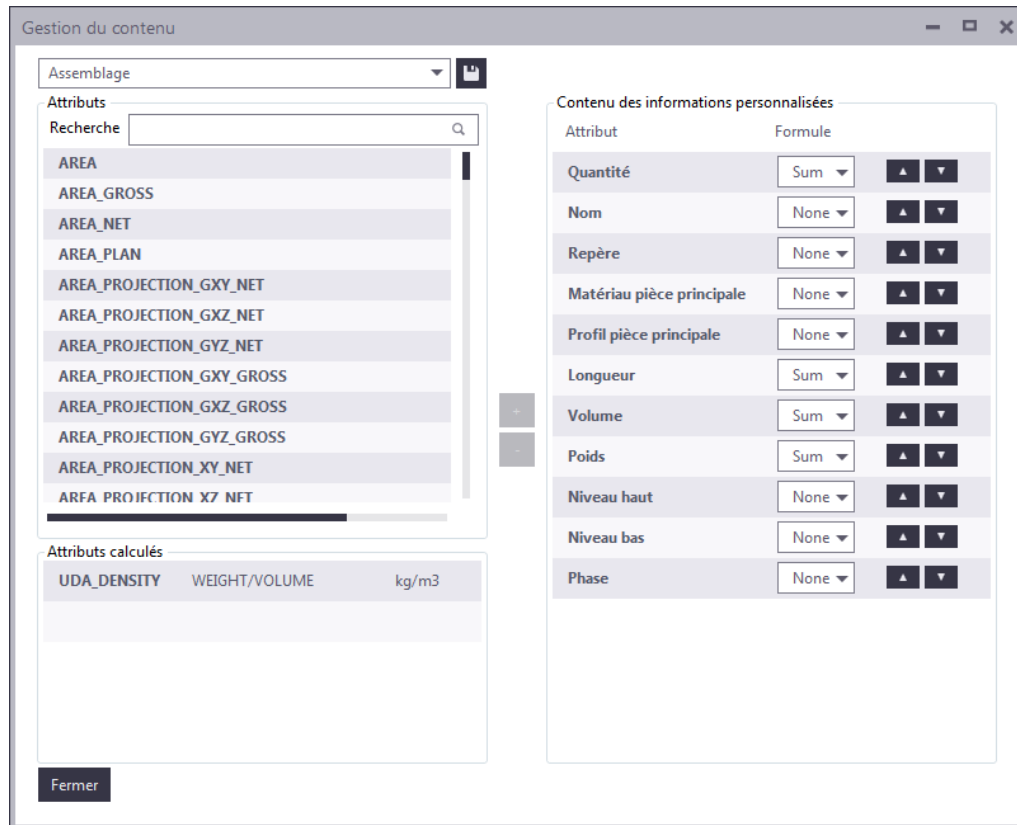 Gestion du contenu
Assemblage
Attributs
Recherche
AREA
AREA_GROSS
AREA_NET
AREA_PLAN
AREA_PROJECTION_GXY_NET
AREA_PROJECTION_GXZ_NET
AREA_PROJECTION_GYZ_NET
AREA_PROJECTION_GXY_GROSS
AREA_PROJECTION_GXZ_GROSS
AREA_PROJECTION_GYZ_GROSS
AREA_PROJECTION_XY_NET
AREA_PROJECTION_XZ_NET
Attributs calculés
UDA_DENSITY WEIGHT/VOLUME kg/m3
Fermer
+
-
Contenu des informations personnalisées
Attribut Formule
Quantité Sum
Nom None
Repère None
Matériau pièce principale None
Profil pièce principale None
Longueur Sum
Volume Sum
Poids Sum
Niveau haut None
Niveau bas None
Phase None